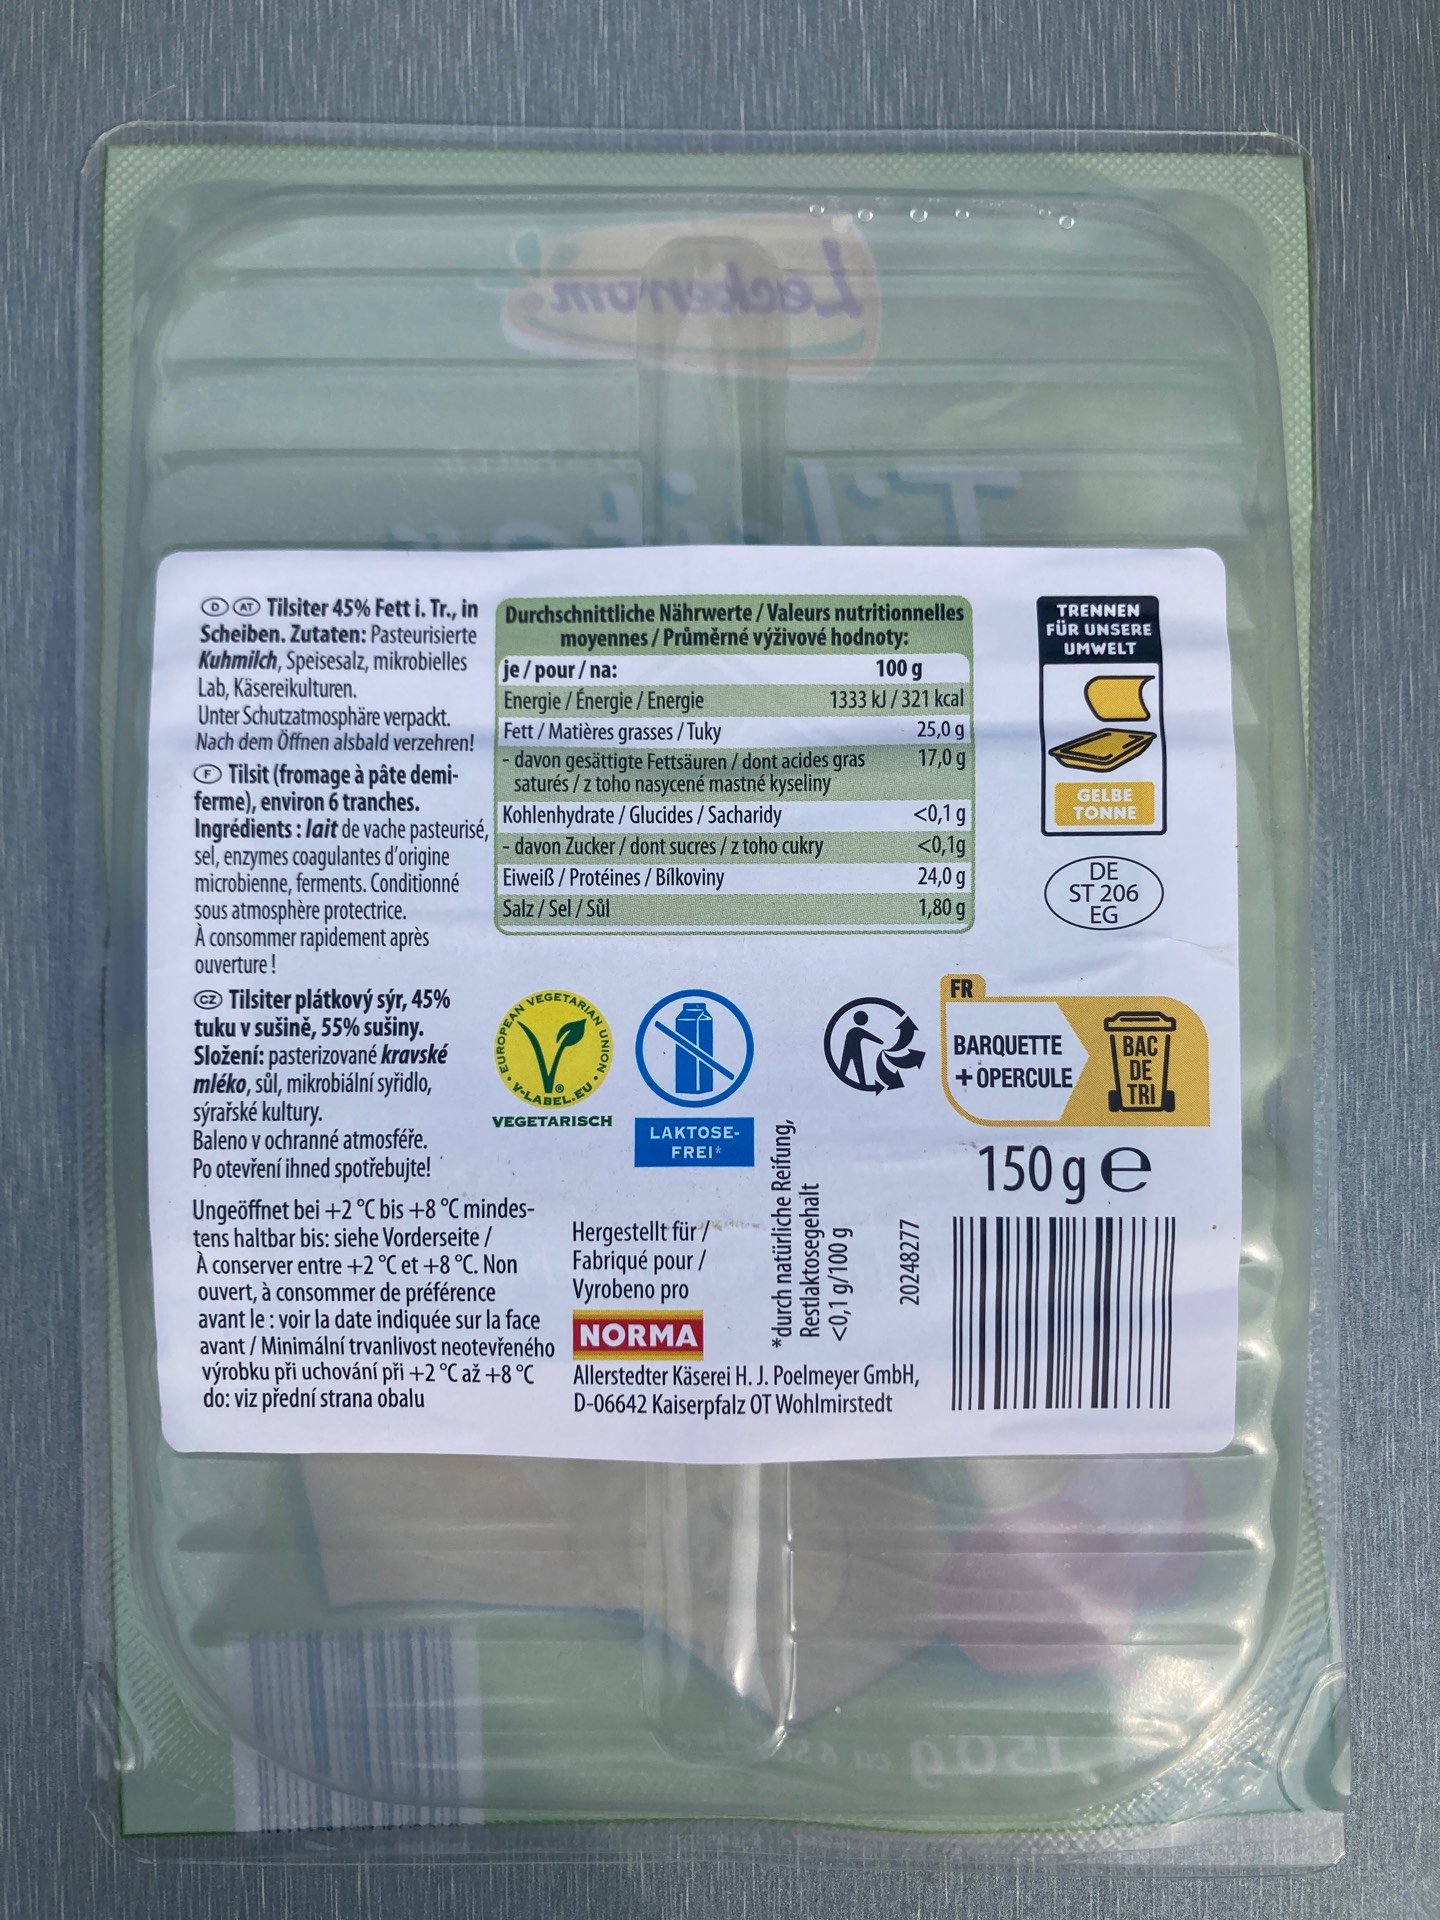 Leckerrom
Tilsiter
Ⓓ ⒶⓉ Tilsiter 45% Fett i. Tr., in
Scheiben. Zutaten: Pasteurisierte
Kuhmilch, Speisesalz, mikrobielles
Lab, Käsereikulturen.
Unter Schutzatmosphäre verpackt.
Nach dem Öffnen alsbald verzehren!
Ⓕ Tilsit (fromage à pâte demi-
ferme), environ 6 tranches.
Ingrédients : lait de vache pasteurisé,
sel, enzymes coagulantes d'origine
microbienne, ferments. Conditionné
sous atmosphère protectrice.
À consommer rapidement après
ouverture !
CZ Tilsiter plátkový sýr, 45%
tuku v sušině, 55% sušiny.
Složení: pasterizované kravské
mléko, sůl, mikrobiální syřidlo,
sýrařské kultury.
Baleno v ochranné atmosféře.
Po otevření ihned spotřebujte!
Ungeöffnet bei +2 °C bis +8 °C mindes-
tens haltbar bis: siehe Vorderseite /
À conserver entre +2 °C et +8 °C. Non
ouvert, à consommer de préférence
avant le : voir la date indiquée sur la face
avant / Minimální trvanlivost neotevřeného
výrobku při uchování při +2 °C až +8 °C
do: viz přední strana obalu
Durchschnittliche Nährwerte / Valeurs nutritionnelles
moyennes / Průměrné výživové hodnoty:
je / pour / na: 100 g
Energie / Énergie / Energie 1333 kJ / 321 kcal
Fett / Matières grasses / Tuky 25,0 g
- davon gesättigte Fettsäuren / dont acides gras 17,0 g
saturés / z toho nasycené mastné kyseliny
Kohlenhydrate / Glucides / Sacharidy <0,1 g
- davon Zucker / dont sucres / z toho cukry <0,1g
Eiweiß / Protéines / Bílkoviny 24,0 g
Salz / Sel / Sůl 1,80 g
TRENNEN
FÜR UNSERE
UMWELT
GELBE
TONNE
DE
ST 206
EG
EUROPEAN VEGETARIAN UNION
V-LABEL.EU
VEGETARISCH
LAKTOSE-
FREI*
FR
BARQUETTE
+ OPERCULE
BAC
DE
TRI
150 g e
*durch natürliche Reifung,
Restlaktosegehalt
<0,1 g/100 g
20248277
Hergestellt für /
Fabriqué pour /
Vyrobeno pro
NORMA
Allerstedter Käserei H. J. Poelmeyer GmbH,
D-06642 Kaiserpfalz OT Wohlmirstedt
150g